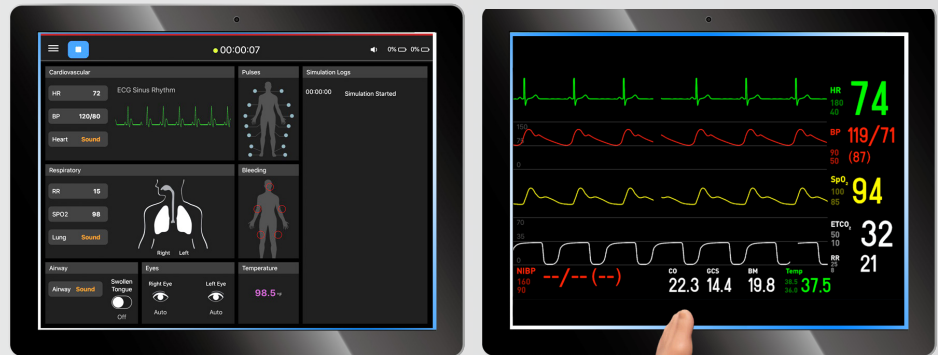 00:00:07
0% 0%
Cardiovascular
HR 72
ECG Sinus Rhythm
BP 120/80
Heart Sound
Pulses
Simulation Logs
00:00:00 Simulation Started
Respiratory
RR 15
SPO2 98
Lung Sound
Right Left
Bleeding
Airway
Airway Sound
Swollen
Tongue
Off
Eyes
Right Eye Left Eye
Auto Auto
Temperature
98.5 °F
HR
180
40
74
150
75
0
BP
119/71
90
50
(87)
SpO2
100
85
94
70
35
0
ETCO2
50
10
32
RR
25
8
21
NIBP
160
90
--/-- (--)
CO
22.3
GCS
14.4
BM
19.8
Temp
38.5
36.0
37.5